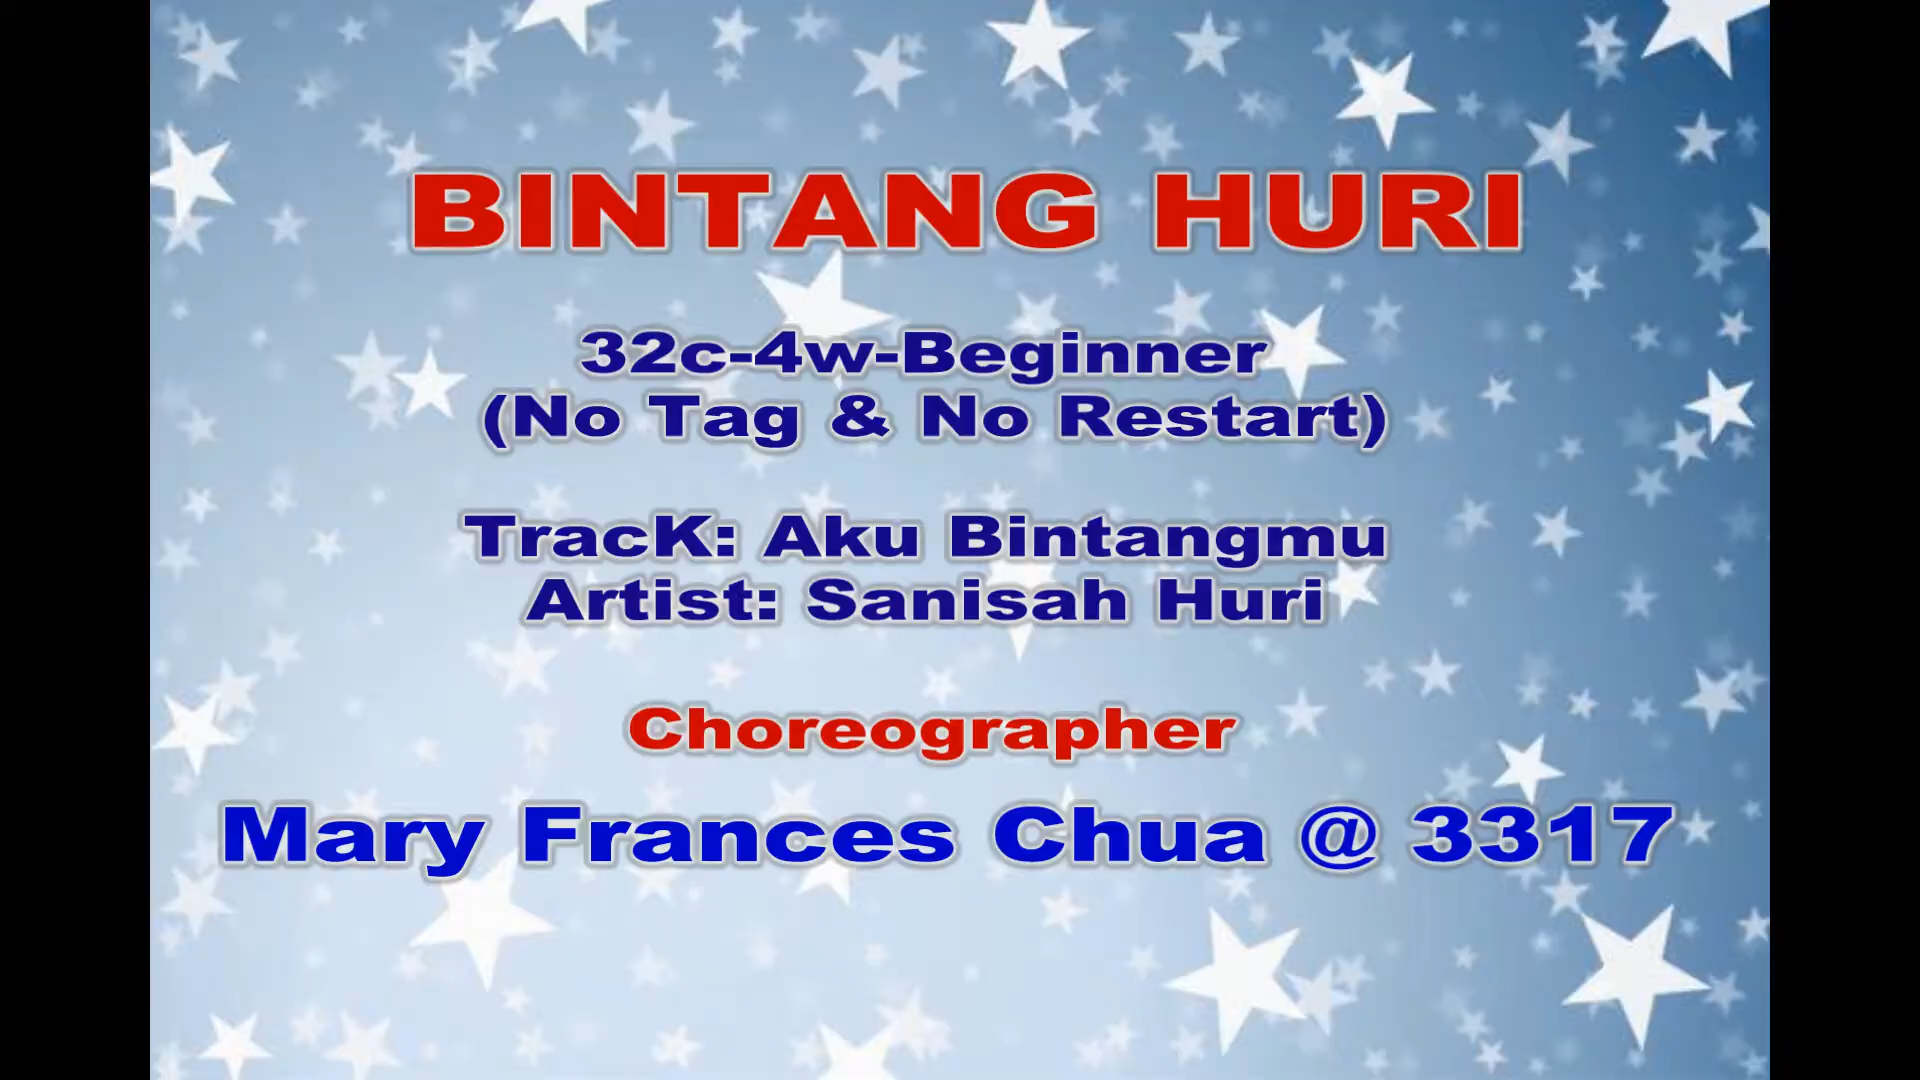 BINTANG HURI
32c-4w-Beginner
(No Tag & No Restart)
TracK: Aku Bintangmu
Artist: Sanisah Huri
Choreographer
Mary Frances Chua @ 3317